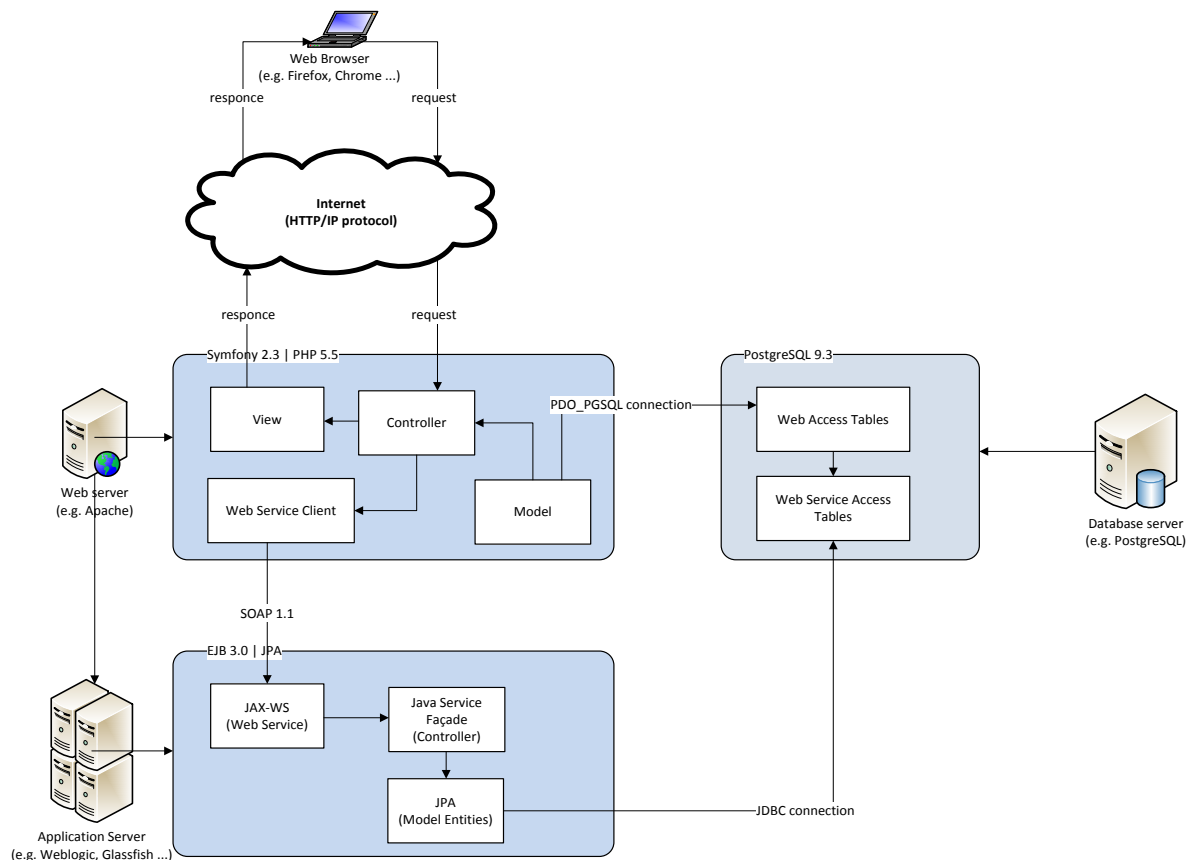 Web Browser
(e.g. Firefox, Chrome ...)
responce
request
Internet
(HTTP/IP protocol)
responce
request
Symfony 2.3 | PHP 5.5
PostgreSQL 9.3
View
Controller
PDO_PGSQL connection
Web Access Tables
Web server
(e.g. Apache)
Web Service Client
Model
Web Service Access
Tables
Database server
(e.g. PostgreSQL)
SOAP 1.1
EJB 3.0 | JPA
JAX-WS
(Web Service)
Java Service
Façade
(Controller)
JPA
(Model Entities)
JDBC connection
Application Server
(e.g. Weblogic, Glassfish ...)